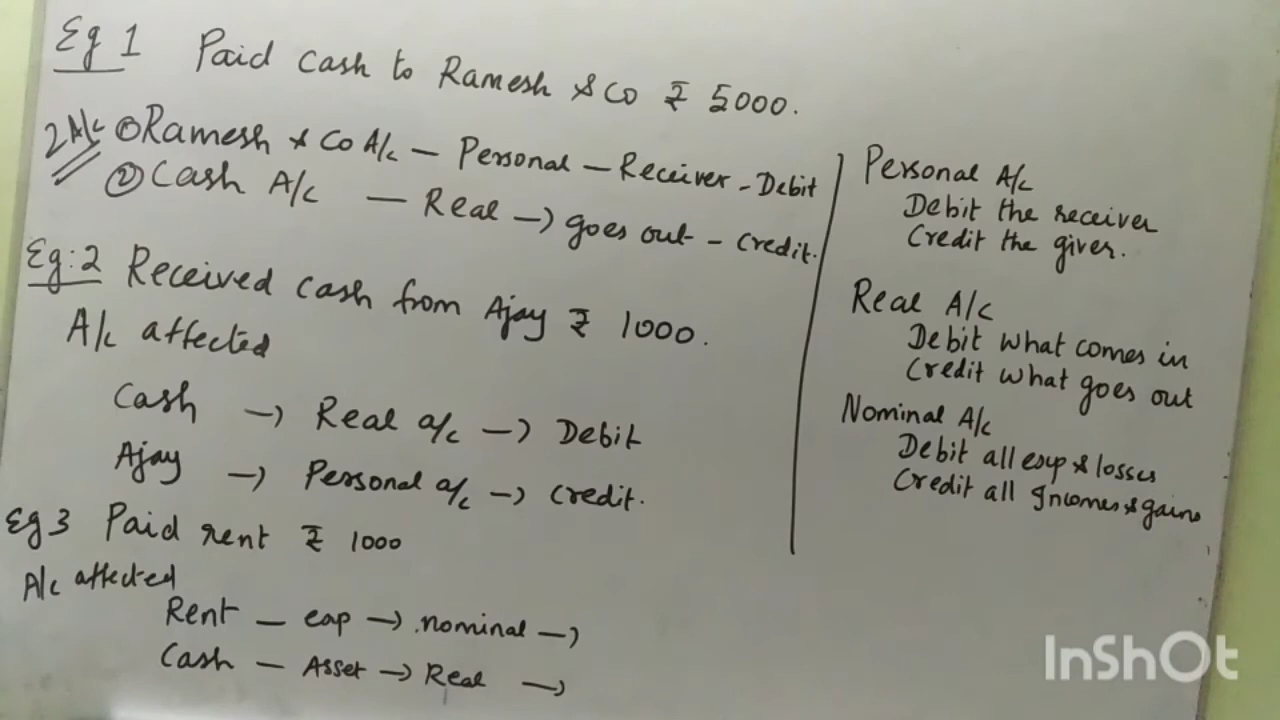 Eg 1 Paid cash to Ramesh & Co ₹ 5000.
2 A/c ① Ramesh & Co A/c – Personal – Receiver - Debit
② Cash A/c – Real → goes out – credit.
Eg:2 Received cash from Ajay ₹ 1000.
A/c affected
Cash → Real a/c → Debit
Ajay → Personal a/c → credit.
Eg 3 Paid rent ₹ 1000
A/c affected
Rent – exp → nominal →
Cash – Asset → Real →
Personal A/c
Debit the receiver
Credit the giver.
Real A/c
Debit what comes in
Credit what goes out
Nominal A/c
Debit all exp & losses
Credit all Incomes & gains
InShOt